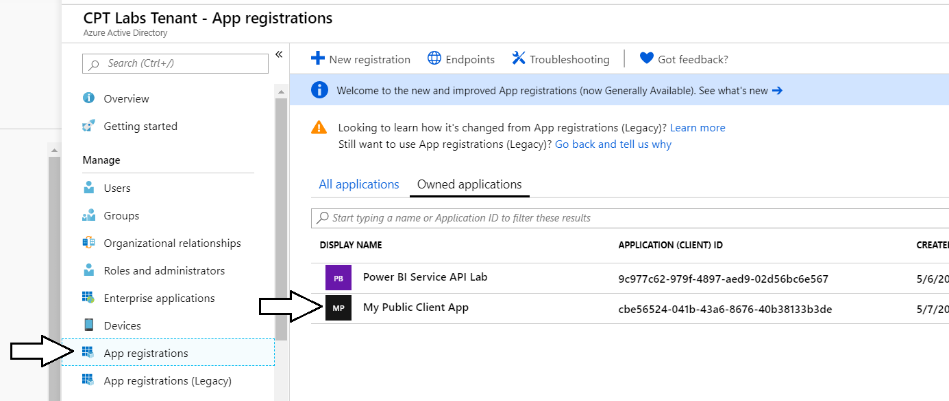 CPT Labs Tenant - App registrations
Azure Active Directory
Search (Ctrl+/)
«
Overview
Getting started
Manage
Users
Groups
Organizational relationships
Roles and administrators
Enterprise applications
Devices
App registrations
App registrations (Legacy)
New registration
Endpoints
Troubleshooting
Got feedback?
Welcome to the new and improved App registrations (now Generally Available). See what's new →
Looking to learn how it's changed from App registrations (Legacy)? Learn more
Still want to use App registrations (Legacy)? Go back and tell us why
All applications Owned applications
Start typing a name or Application ID to filter these results
DISPLAY NAME APPLICATION (CLIENT) ID CREATE
PB Power BI Service API Lab 9c977c62-979f-4897-aed9-02d56bc6e567 5/6/20
MP My Public Client App cbe56524-041b-43a6-8676-40b38133b3de 5/7/20